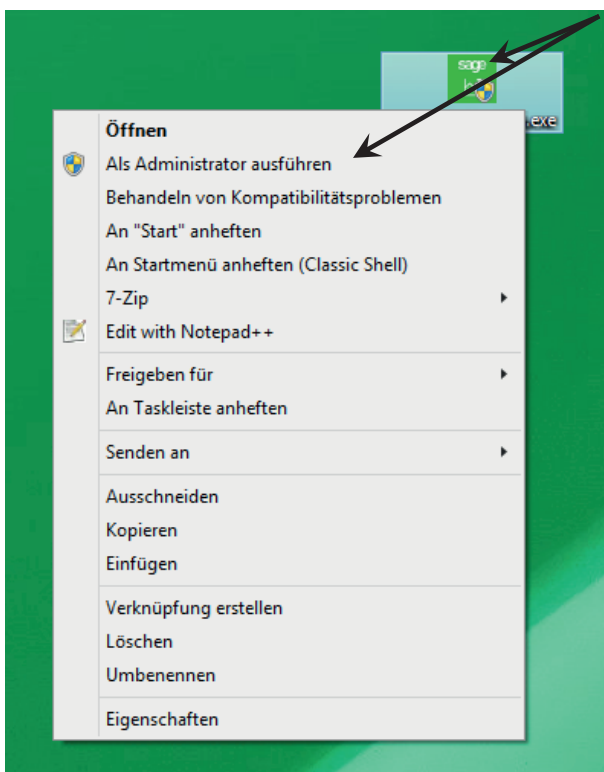 sage
.exe
Öffnen
Als Administrator ausführen
Behandeln von Kompatibilitätsproblemen
An "Start" anheften
An Startmenü anheften (Classic Shell)
7-Zip
Edit with Notepad++
Freigeben für
An Taskleiste anheften
Senden an
Ausschneiden
Kopieren
Einfügen
Verknüpfung erstellen
Löschen
Umbenennen
Eigenschaften